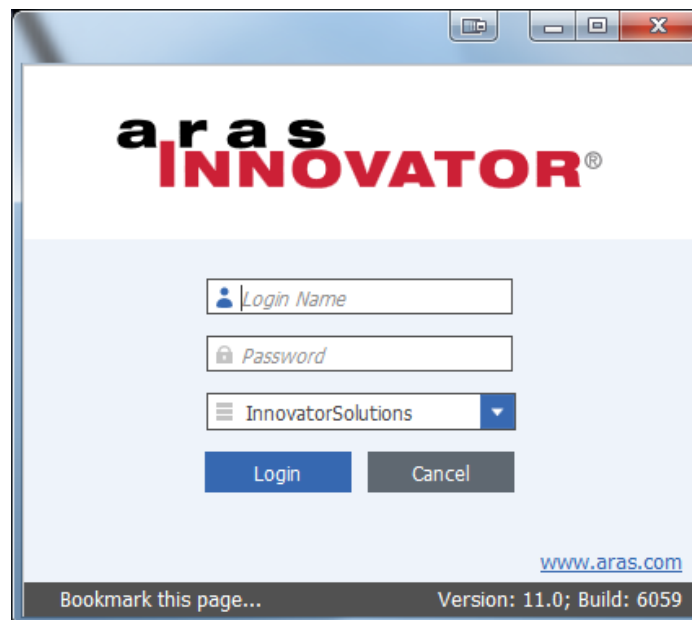 aras
INNOVATOR®
Login Name
Password
InnovatorSolutions
Login Cancel
www.aras.com
Bookmark this page... Version: 11.0; Build: 6059